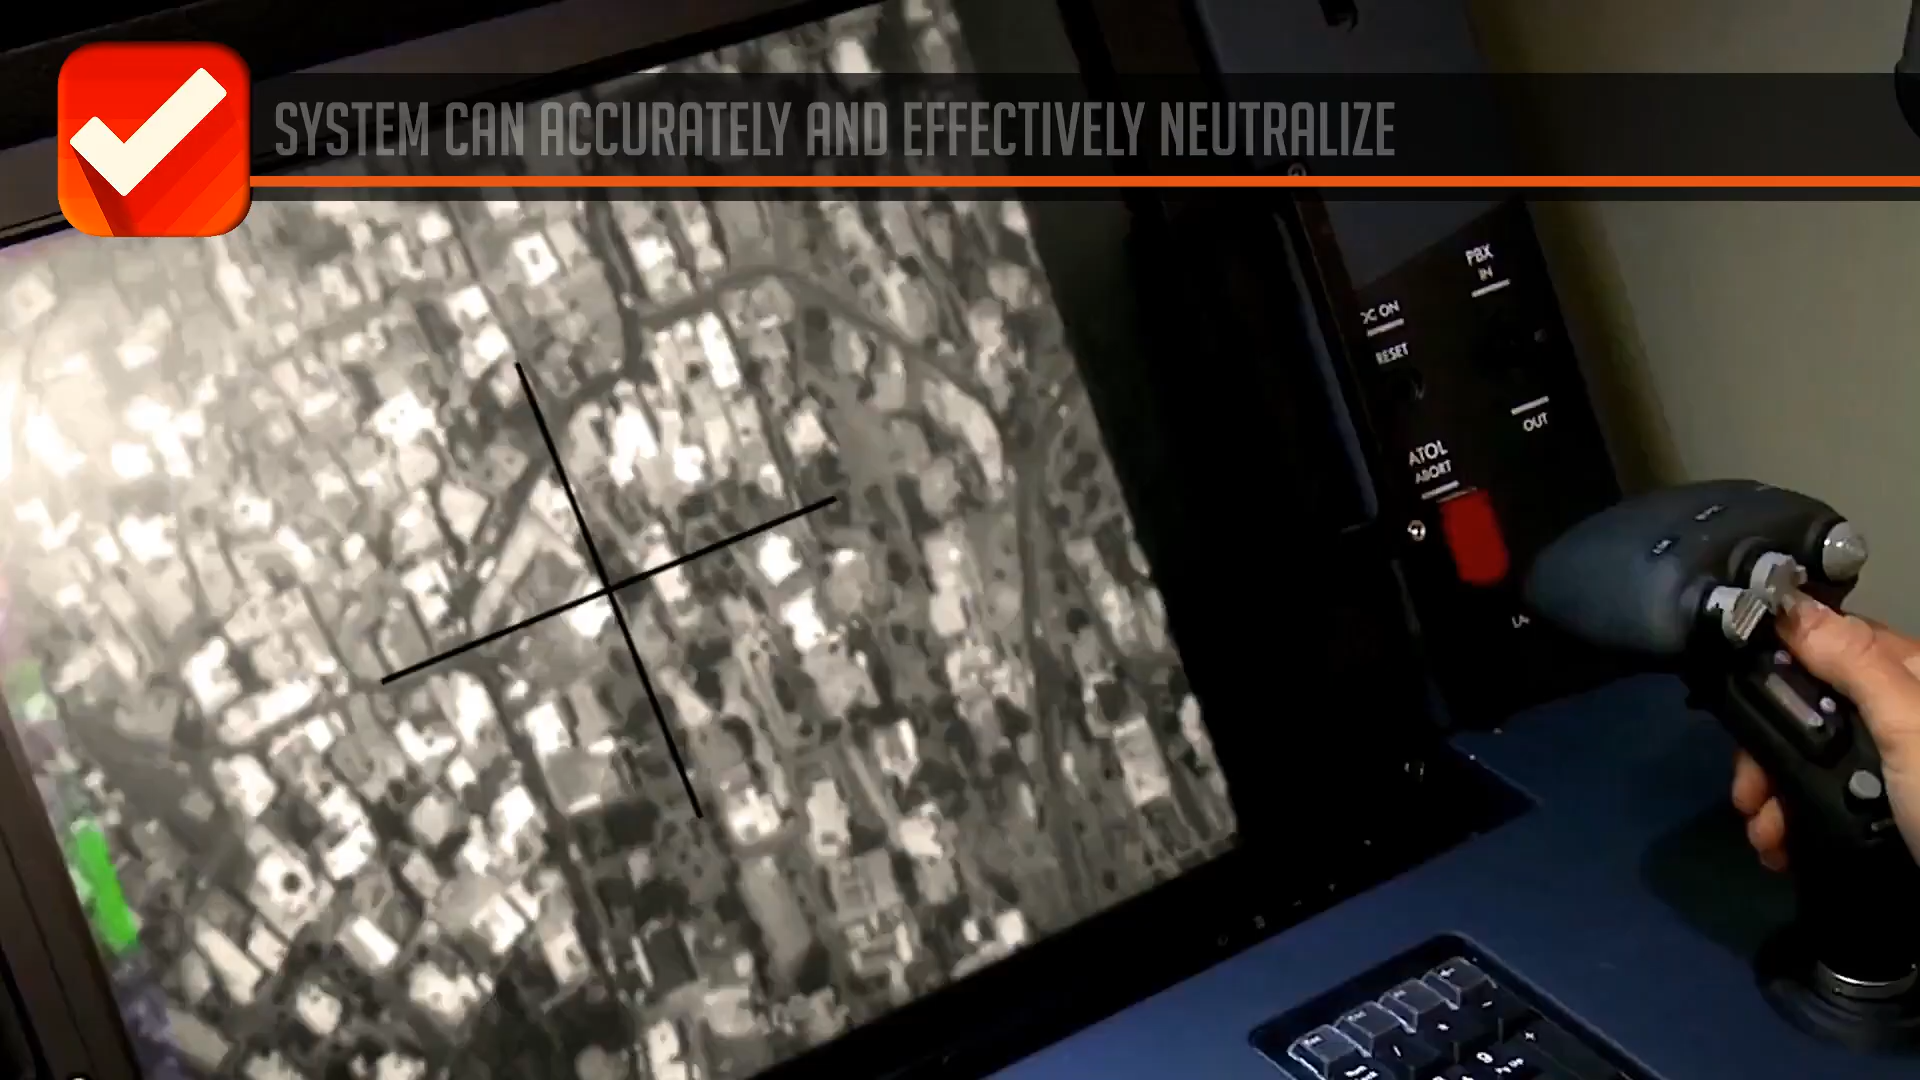 SYSTEM CAN ACCURATELY AND EFFECTIVELY NEUTRALIZE
PBX
IN
ON
RESET
OUT
ATOL
ABORT